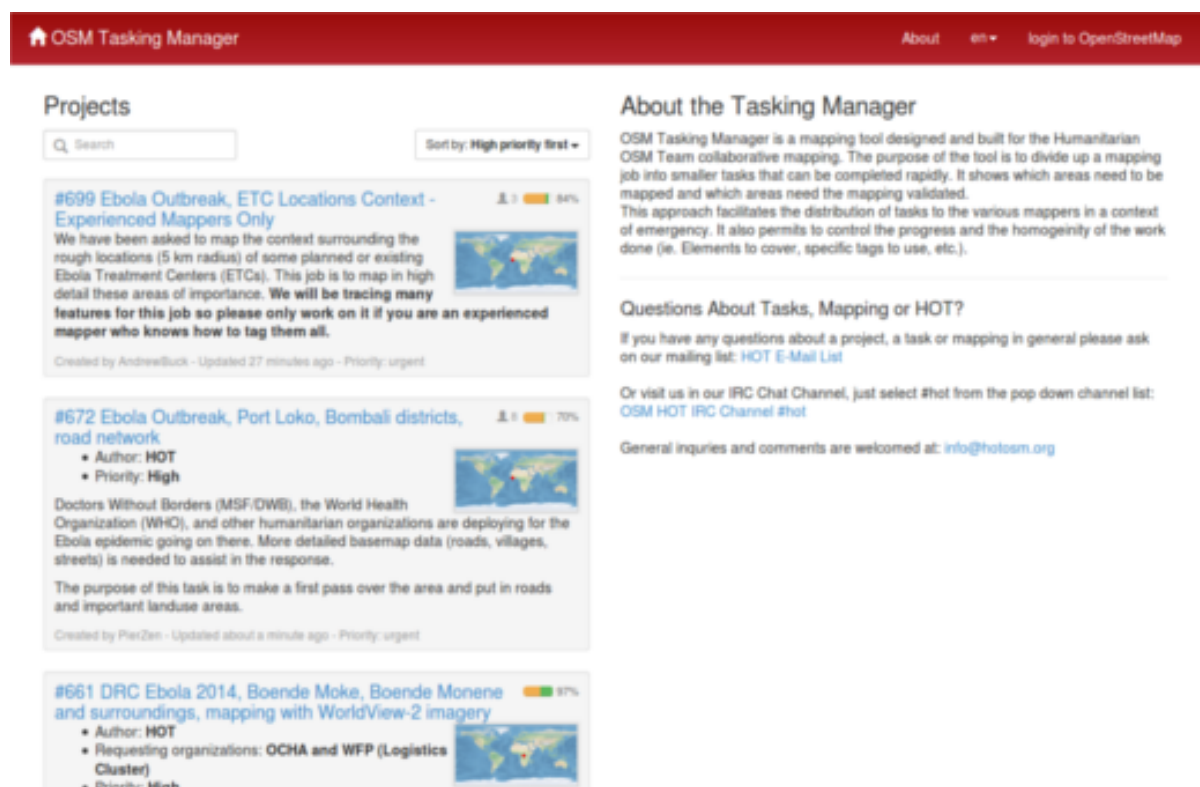 OSM Tasking Manager
About en login to OpenStreetMap
Projects
Search
Sort by: High priority first
#699 Ebola Outbreak, ETC Locations Context -
Experienced Mappers Only
3 84%
We have been asked to map the context surrounding the
rough locations (5 km radius) of some planned or existing
Ebola Treatment Centers (ETCs). This job is to map in high
detail these areas of importance. We will be tracing many
features for this job so please only work on it if you are an experienced
mapper who knows how to tag them all.
Created by AndrewBuck - Updated 27 minutes ago - Priority: urgent
#672 Ebola Outbreak, Port Loko, Bombali districts,
road network
70%
• Author: HOT
• Priority: High
Doctors Without Borders (MSF/DWB), the World Health
Organization (WHO), and other humanitarian organizations are deploying for the
Ebola epidemic going on there. More detailed basemap data (roads, villages,
streets) is needed to assist in the response.
The purpose of this task is to make a first pass over the area and put in roads
and important landuse areas.
Created by PierZen - Updated about a minute ago - Priority: urgent
#661 DRC Ebola 2014, Boende Moke, Boende Monene
and surroundings, mapping with WorldView-2 imagery
97%
• Author: HOT
• Requesting organizations: OCHA and WFP (Logistics
Cluster)
• Priority: High
About the Tasking Manager
OSM Tasking Manager is a mapping tool designed and built for the Humanitarian
OSM Team collaborative mapping. The purpose of the tool is to divide up a mapping
job into smaller tasks that can be completed rapidly. It shows which areas need to be
mapped and which areas need the mapping validated.
This approach facilitates the distribution of tasks to the various mappers in a context
of emergency. It also permits to control the progress and the homogeinity of the work
done (ie. Elements to cover, specific tags to use, etc.).
Questions About Tasks, Mapping or HOT?
If you have any questions about a project, a task or mapping in general please ask
on our mailing list: HOT E-Mail List
Or visit us in our IRC Chat Channel, just select #hot from the pop down channel list:
OSM HOT IRC Channel #hot
General inquries and comments are welcomed at: info@hotosm.org